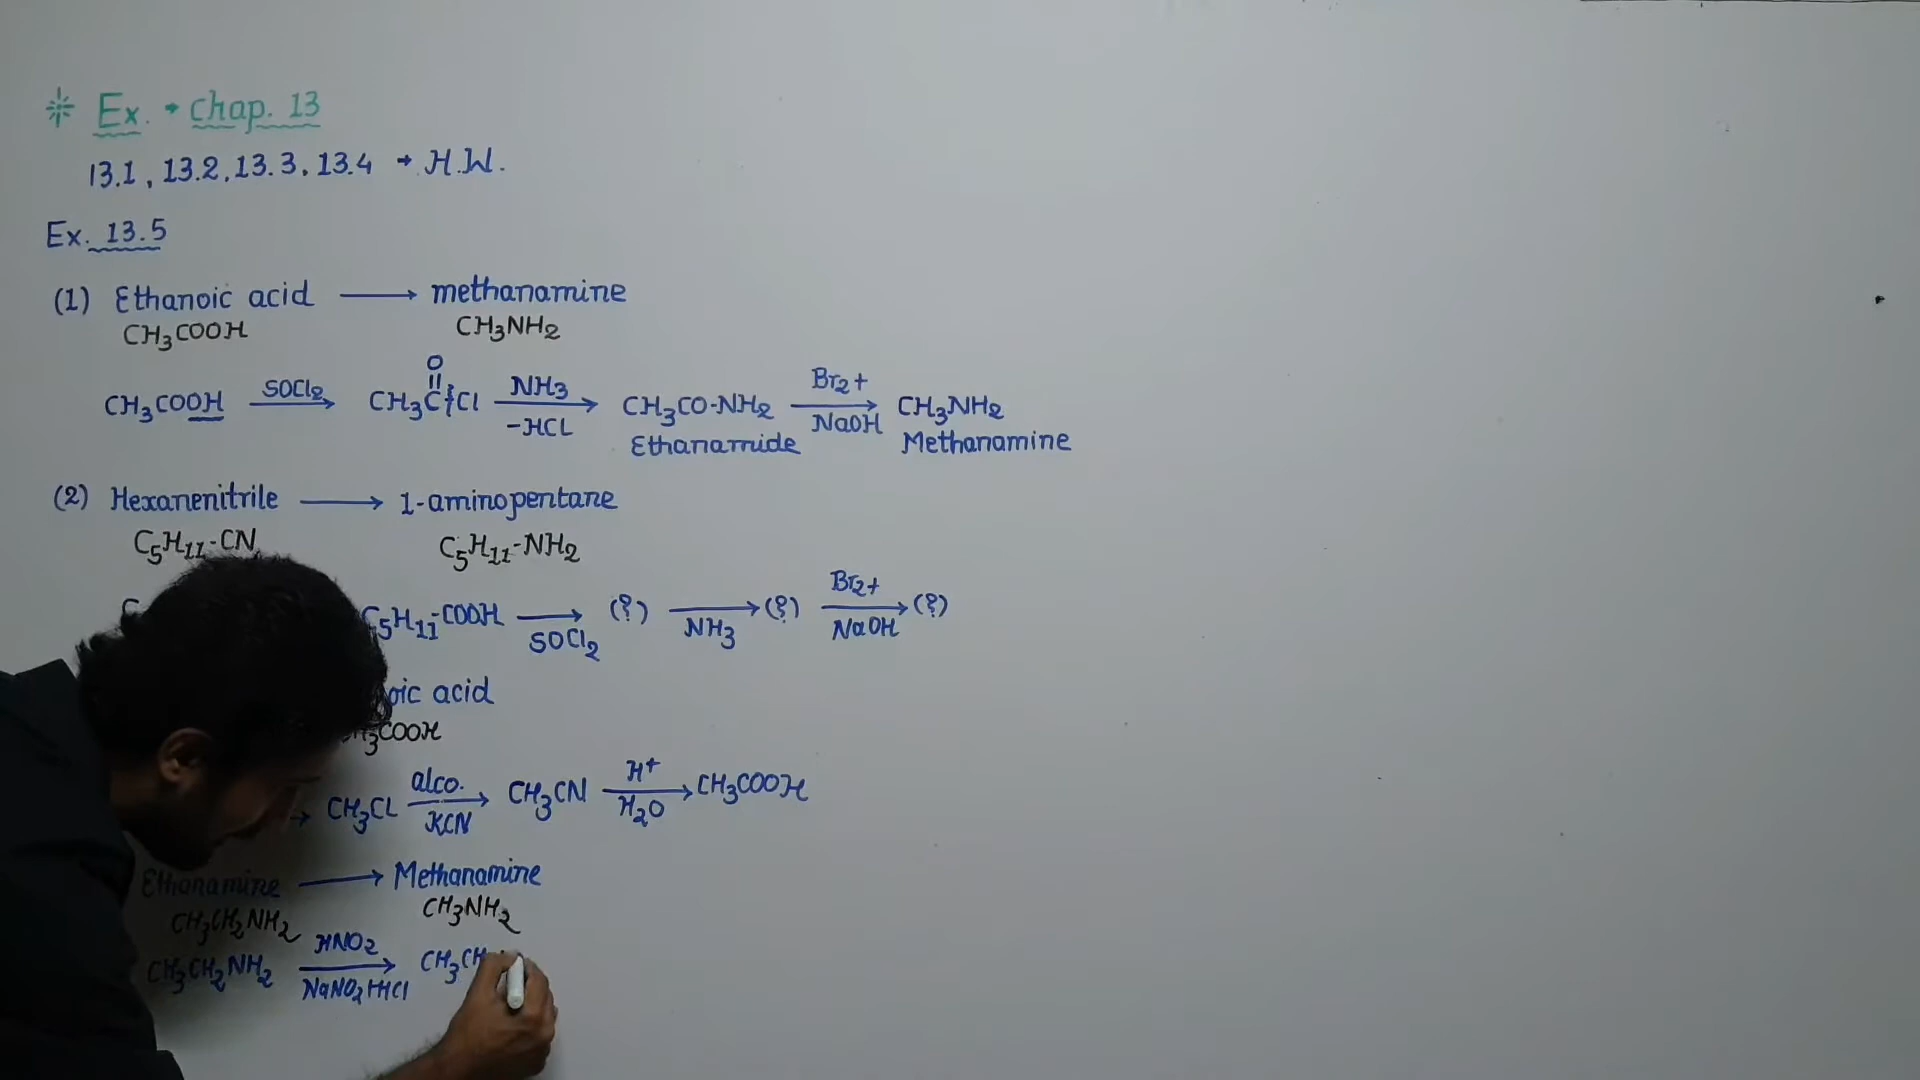 Ex. → chap. 13
13.1, 13.2, 13.3, 13.4 → H.W.
Ex. 13.5
(1) Ethanoic acid ⟶ methanamine
CH3COOH CH3NH2
O
CH3COOH SOCl2 ⟶ CH3C Cl NH3 ⟶ -HCL CH3CO-NH2 Br2+ ⟶ NaOH CH3NH2
Ethanamide Methanamine
(2) Hexanenitrile ⟶ 1-aminopentane
C5H11-CN C5H11-NH2
C5H11-COOH ⟶ SOCl2 (?) ⟶ NH3 (?) Br2+ ⟶ NaOH (?)
oic acid
H3COOH
→ CH3CL alco. ⟶ KCN CH3CN H+ ⟶ H2O CH3COOH
Ethanamine ⟶ Methanamine
CH3CH2NH2 CH3NH2
CH3CH2NH2 HNO2 ⟶ NaNO2+HCl CH3CH